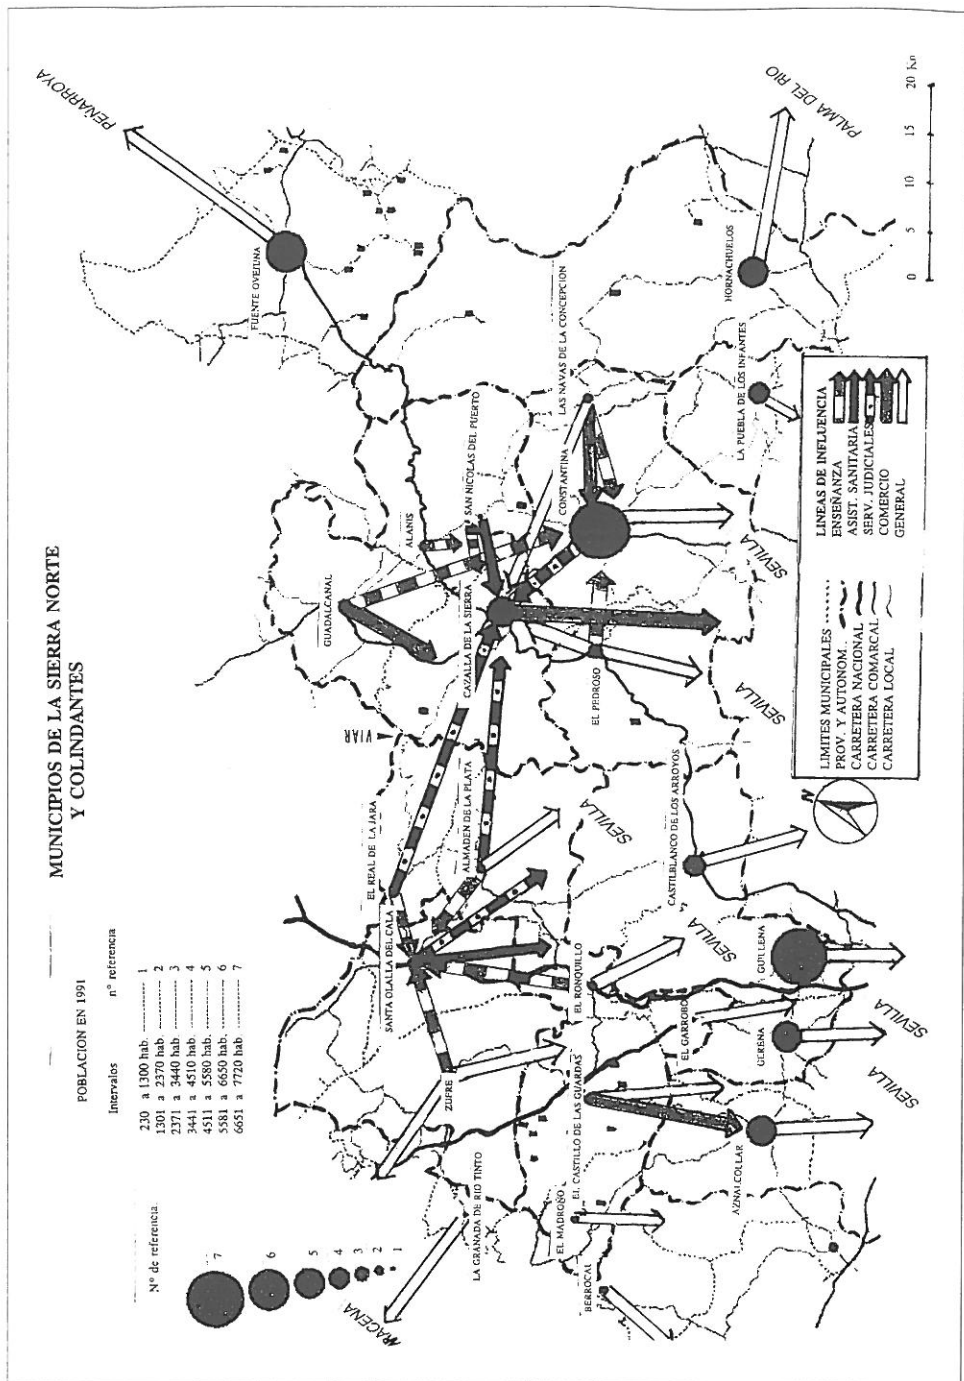 MUNICIPIOS DE LA SIERRA NORTE
Y COLINDANTES
POBLACION EN 1991
Intervalos nº referencia
230 a 1300 hab. 1
1301 a 2370 hab. 2
2371 a 3440 hab. 3
3441 a 4510 hab. 4
4511 a 5580 hab. 5
5581 a 6650 hab. 6
6651 a 7720 hab. 7
Nº de referencia
7
6
5
4
3
2
1
PEÑARROYA
FUENTE OVEJUNA
GUADALCANAL
ALANIS
SAN NICOLAS DEL PUERTO
VIAR
CAZALLA DE LA SIERRA
CONSTANTINA
LAS NAVAS DE LA CONCEPCION
EL REAL DE LA JARA
SANTA OLALLA DEL CALA
ALMADEN DE LA PLATA
ZUFRE
LA GRANADA DE RIO TINTO
ARACENA
EL PEDROSO
SEVILLA
SEVILLA
SEVILLA
HORNACHUELOS
PALMA DEL RIO
LA PUEBLA DE LOS INFANTES
EL RONQUILLO
SEVILLA
CASTILBLANCO DE LOS ARROYOS
EL CASTILLO DE LAS GUARDAS
EL MADROÑO
BERROCAL
EL GARROBO
GUILLENA
GERENA
AZNALCOLLAR
SEVILLA
SEVILLA
N
LIMITES MUNICIPALES
PROV. Y AUTONOM.
CARRETERA NACIONAL
CARRETERA COMARCAL
CARRETERA LOCAL
LINEAS DE INFLUENCIA
ENSEÑANZA
ASIST. SANITARIA
SERV. JUDICIALES
COMERCIO
GENERAL
0 5 10 15 20 Km